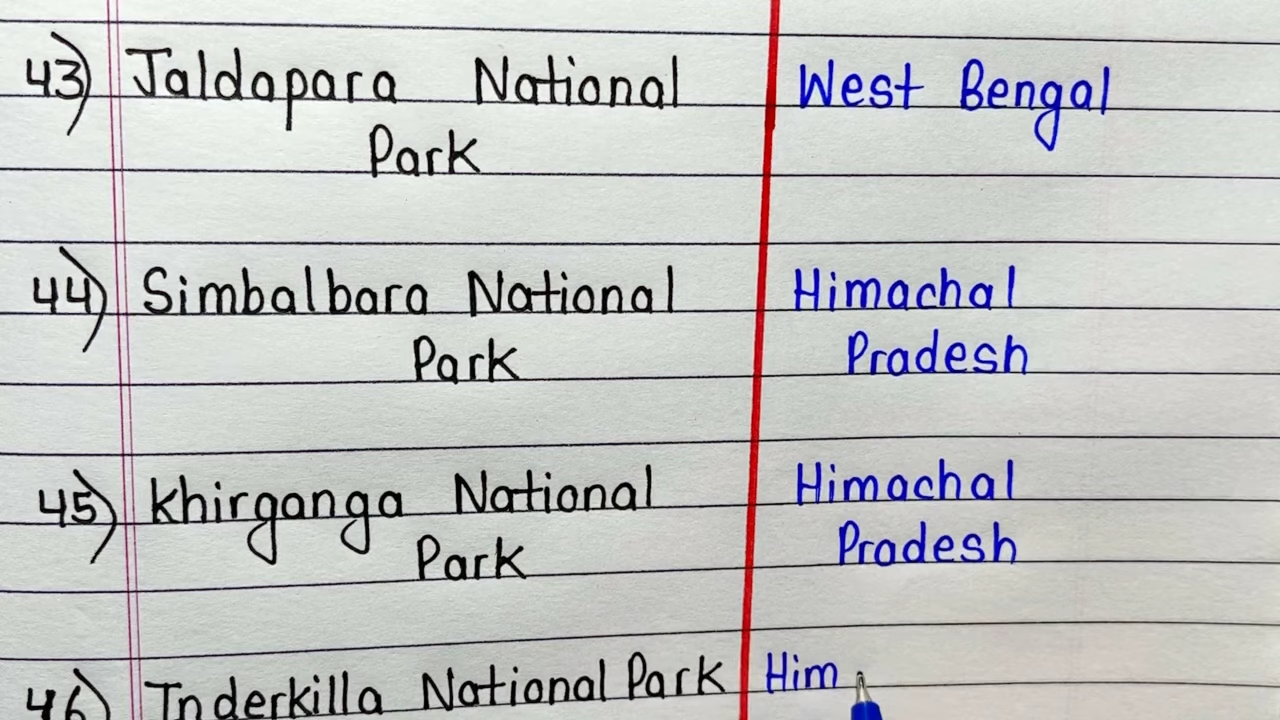 43) Jaldapara National West Bengal
Park
44) Simbalbara National Himachal
Park Pradesh
45) Khirganga National Himachal
Park Pradesh
46) Inderkilla National Park Him